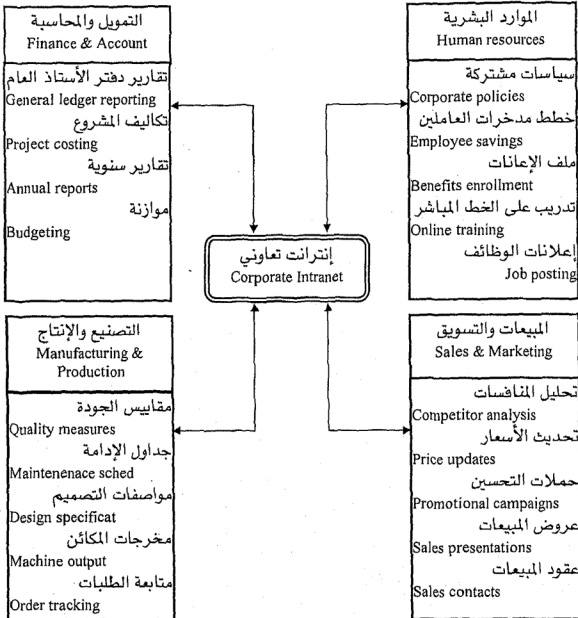 التمويل والمحاسبة
Finance & Account
تقارير دفتر الأستاذ العام
General ledger reporting
تكاليف المشروع
Project costing
تقارير سنوية
Annual reports
موازنة
Budgeting
الموارد البشرية
Human resources
سياسات مشتركة
Corporate policies
خطط مدخرات العاملين
Employee savings
ملف الإعانات
Benefits enrollment
تدريب على الخط المباشر
Online training
إعلانات الوظائف
Job posting
إنترانت تعاوني
Corporate Intranet
التصنيع والإنتاج
Manufacturing &
Production
مقاييس الجودة
Quality measures
جداول الإدامة
Maintenenace sched
مواصفات التصميم
Design specificat
مخرجات المكائن
Machine output
متابعة الطلبات
Order tracking
المبيعات والتسويق
Sales & Marketing
تحليل المنافسات
Competitor analysis
تحديث الأسعار
Price updates
حملات التحسين
Promotional campaigns
عروض المبيعات
Sales presentations
عقود المبيعات
Sales contacts